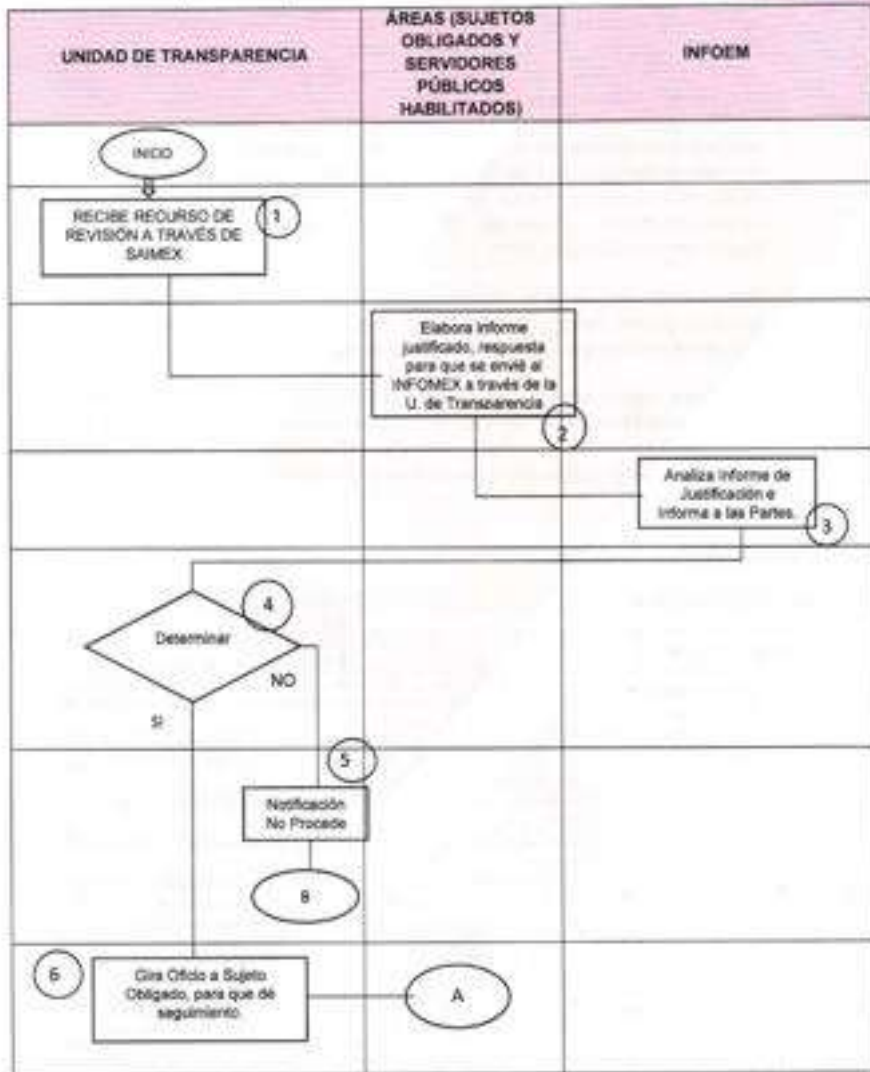 UNIDAD DE TRANSPARENCIA
ÁREAS (SUJETOS
OBLIGADOS Y
SERVIDORES
PÚBLICOS
HABILITADOS)
INFOEM
INICIO
RECIBE RECURSO DE
REVISIÓN A TRAVÉS DE
SAIMEX
1
Elabora Informe
justificado, respuesta
para que se envié al
INFOMEX a través de la
U. de Transparencia
2
Analiza Informe de
Justificación e
Informa a las Partes.
3
4
Determinar
NO
SI
5
Notificación
No Procede
B
6
Gira Oficio a Sujeto
Obligado, para que dé
seguimiento.
A